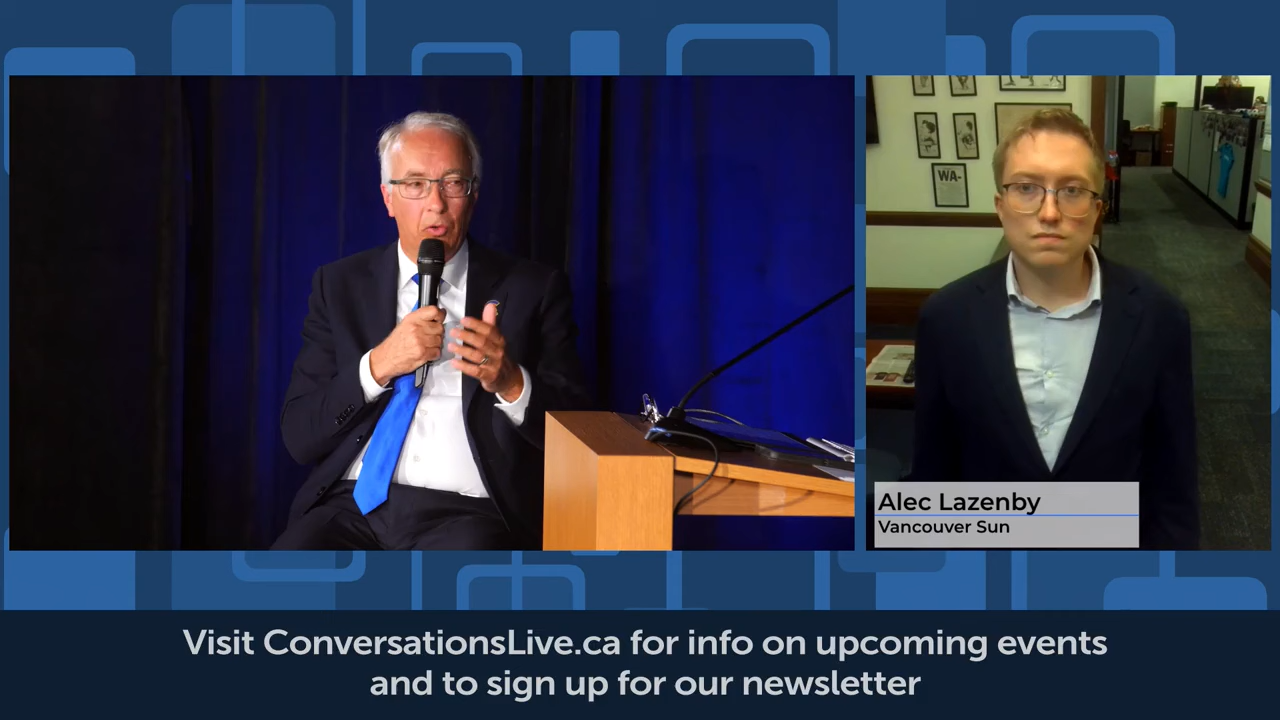 WA-
Alec Lazenby
Vancouver Sun
Visit ConversationsLive.ca for info on upcoming events
and to sign up for our newsletter